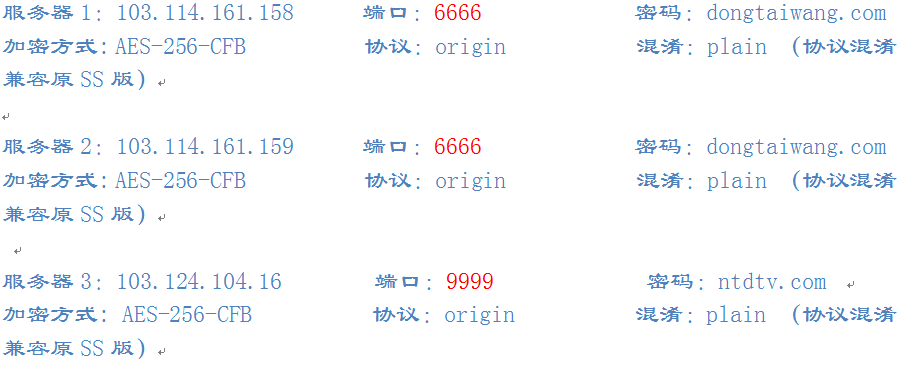 服务器 1: 103.114.161.158 端口: 6666 密码: dongtaiwang.com
加密方式: AES-256-CFB 协议: origin 混淆: plain (协议混淆
兼容原 SS 版)
服务器 2: 103.114.161.159 端口: 6666 密码: dongtaiwang.com
加密方式: AES-256-CFB 协议: origin 混淆: plain (协议混淆
兼容原 SS 版)
服务器 3: 103.124.104.16 端口: 9999 密码: ntdtv.com
加密方式: AES-256-CFB 协议: origin 混淆: plain (协议混淆
兼容原 SS 版)